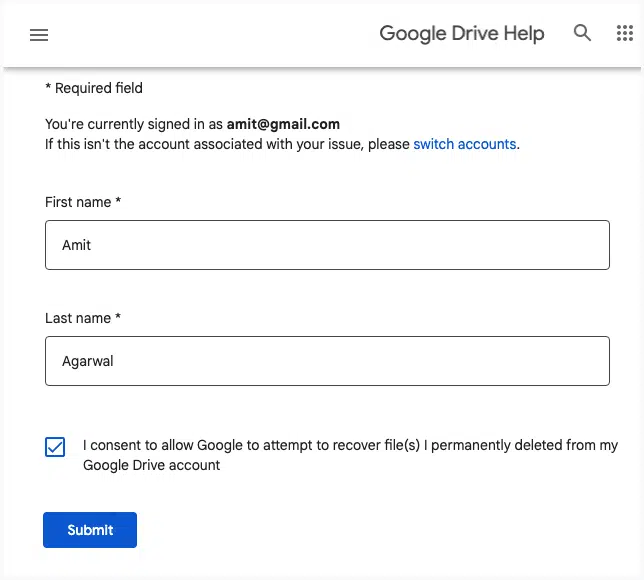 Google Drive Help
* Required field
You're currently signed in as amit@gmail.com
If this isn't the account associated with your issue, please switch accounts.
First name *
Amit
Last name *
Agarwal
I consent to allow Google to attempt to recover file(s) I permanently deleted from my
Google Drive account
Submit